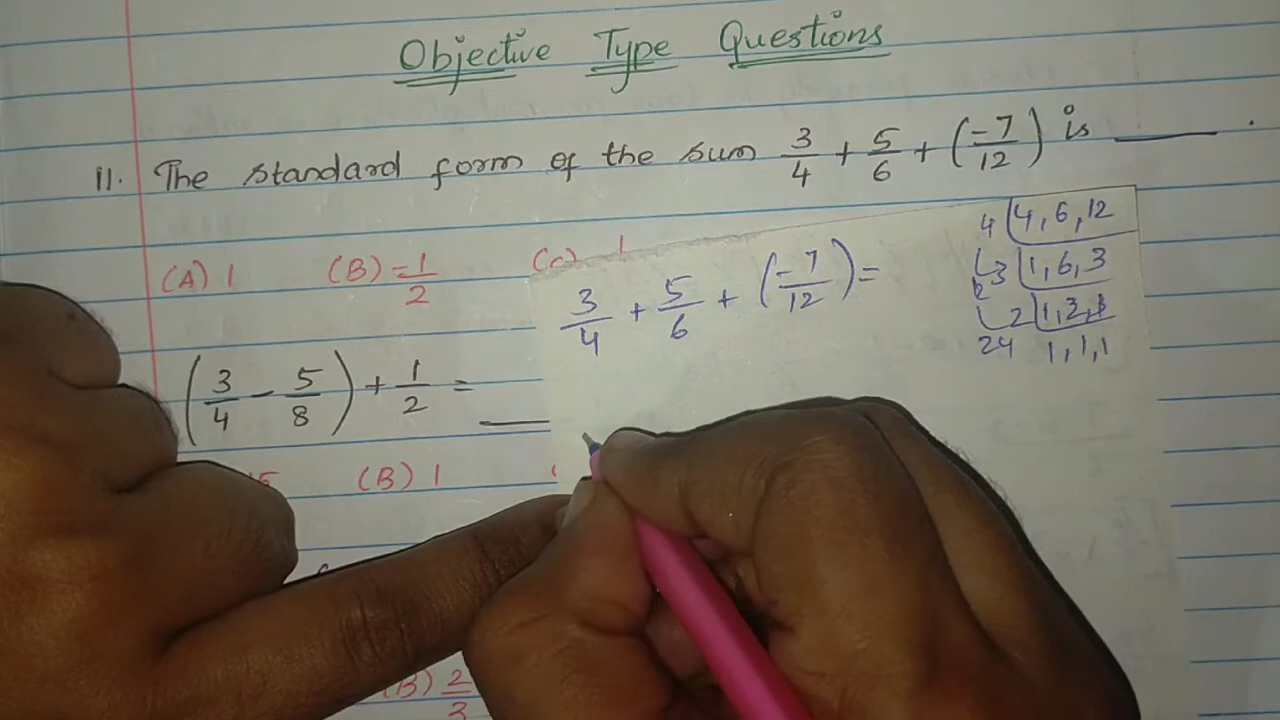 Objective Type Questions
11. The standard form of the sum 3/4 + 5/6 + (-7/12) is ____.
(A) 1 (B) -1/2 (C) 1
3/4 + 5/6 + (-7/12) =
4 | 4, 6, 12
3 | 1, 6, 3
2
2 | 1, 2, 1
24 1, 1, 1
(3/4 - 5/8) + 1/2 = ____
(B) 1
(B) 2/3